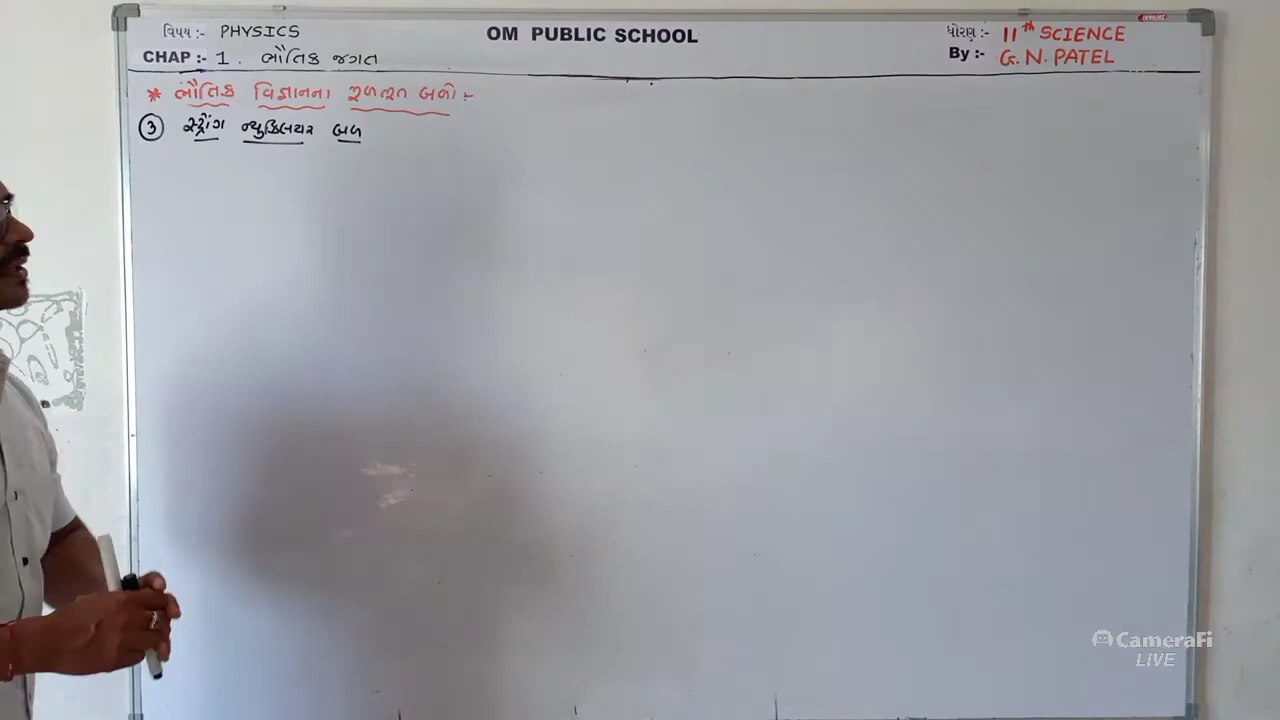 વિષય :- PHYSICS
OM PUBLIC SCHOOL
ધોરણ :- 11th SCIENCE
CHAP :- 1. ભૌતિક જગત
By :- G. N. PATEL
* ભૌતિક વિજ્ઞાનના મૂળભૂત બળો :-
③ સ્ટ્રોંગ ન્યુક્લિયર બળ
CameraFi
LIVE